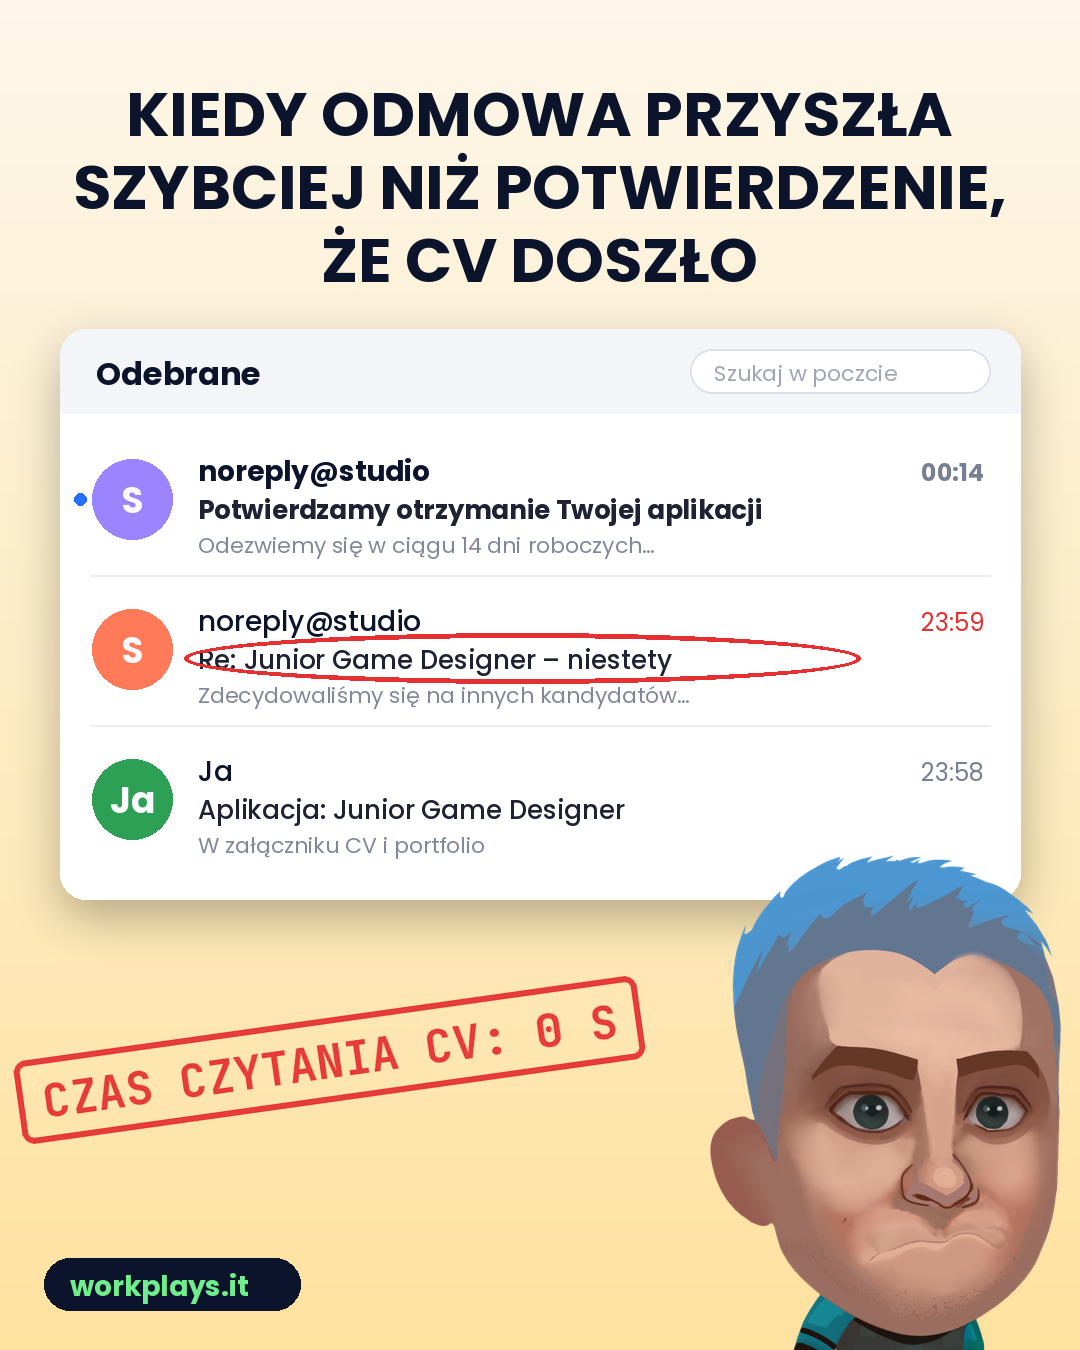 KIEDY ODMOWA PRZYSZŁA
SZYBCIEJ NIŻ POTWIERDZENIE,
ŻE CV DOSZŁO
Odebrane
Szukaj w poczcie
S
noreply@studio
00:14
Potwierdzamy otrzymanie Twojej aplikacji
Odezwiemy się w ciągu 14 dni roboczych...
S
noreply@studio
23:59
Re: Junior Game Designer – niestety
Zdecydowaliśmy się na innych kandydatów...
Ja
Ja
23:58
Aplikacja: Junior Game Designer
W załączniku CV i portfolio
CZAS CZYTANIA CV: 0 S
workplays.it